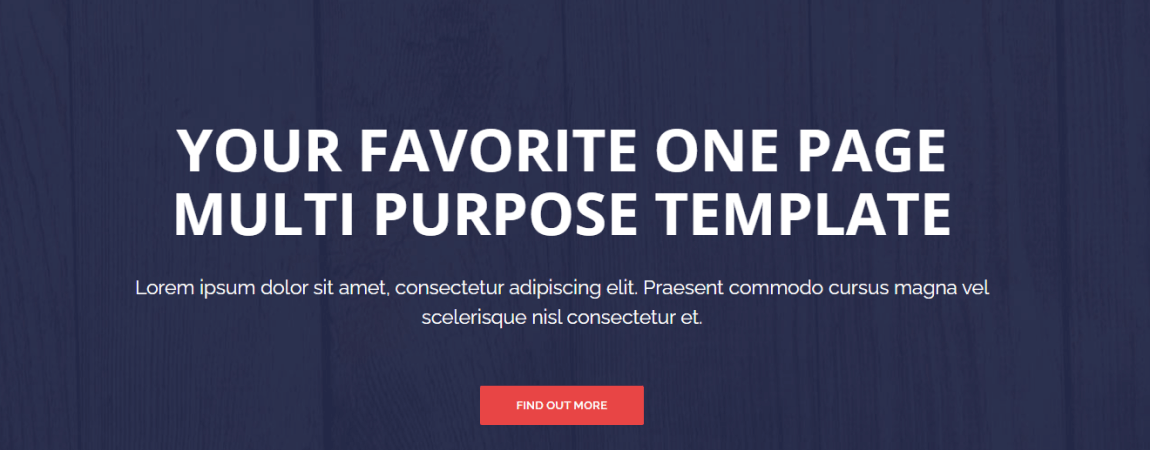 YOUR FAVORITE ONE PAGE
MULTI PURPOSE TEMPLATE
Lorem ipsum dolor sit amet, consectetur adipiscing elit. Praesent commodo cursus magna vel
scelerisque nisl consectetur et.
FIND OUT MORE